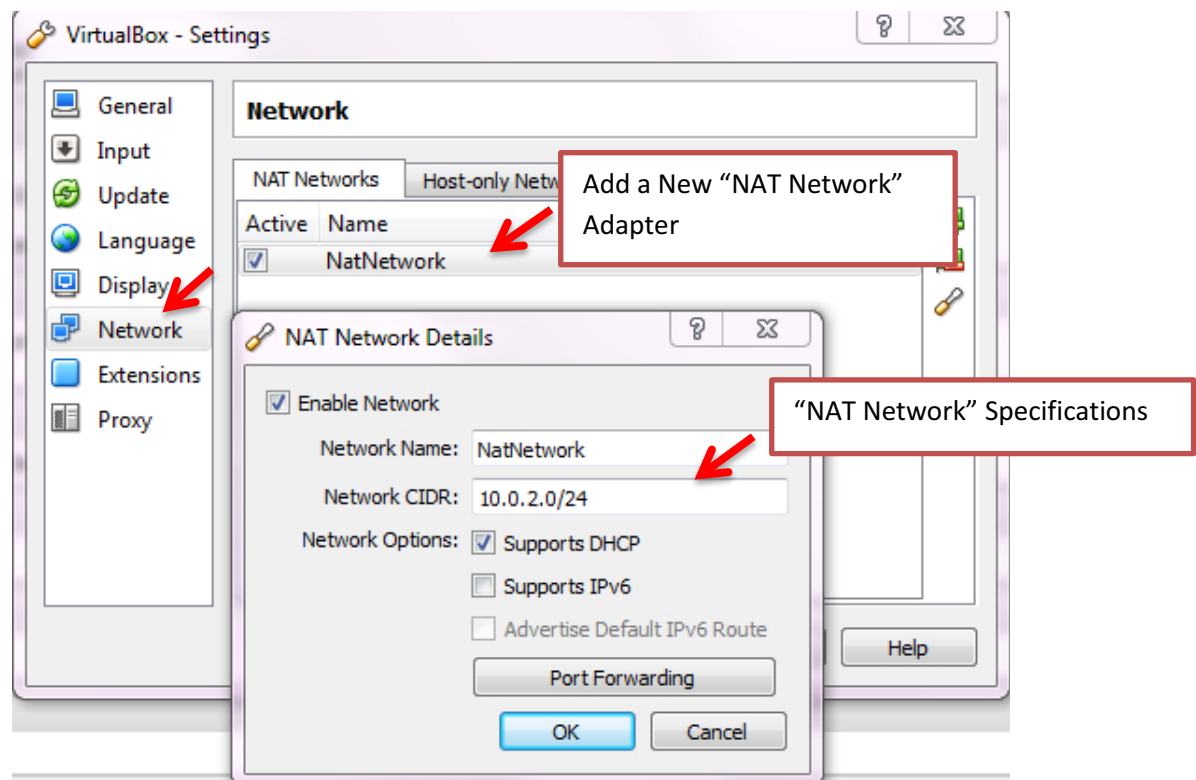 VirtualBox - Settings
General
Input
Update
Language
Display
Network
Extensions
Proxy
Network
NAT Networks
Host-only Netw
Active Name
NatNetwork
Add a New “NAT Network”
Adapter
NAT Network Details
Enable Network
Network Name: NatNetwork
Network CIDR: 10.0.2.0/24
Network Options: Supports DHCP
Supports IPv6
Advertise Default IPv6 Route
Port Forwarding
OK
Cancel
“NAT Network” Specifications
Help